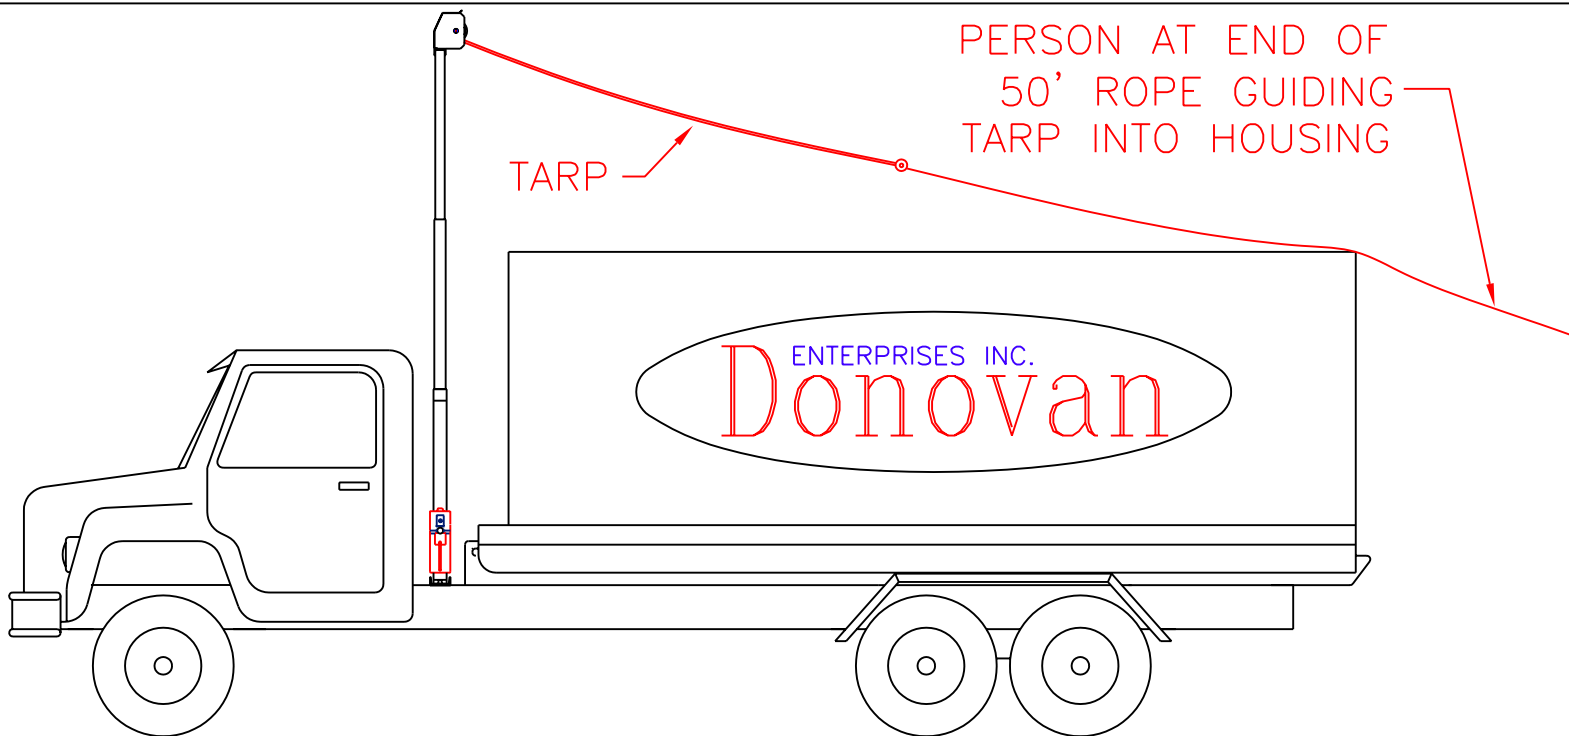 PERSON AT END OF
50' ROPE GUIDING
TARP INTO HOUSING
TARP
ENTERPRISES INC.
Donovan